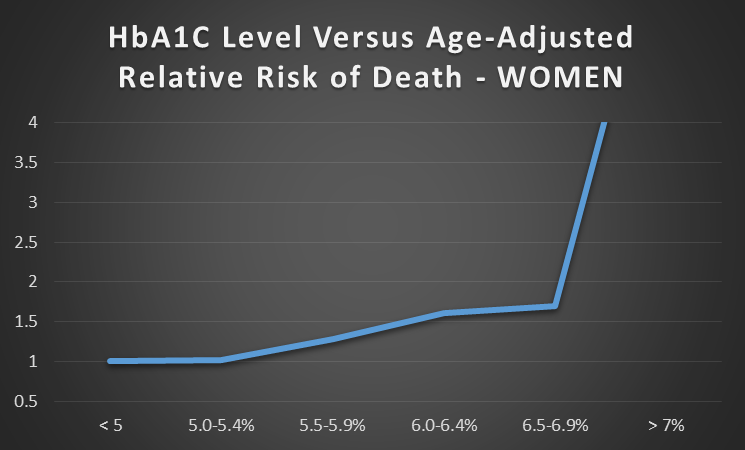 HbA1C Level Versus Age-Adjusted
Relative Risk of Death - WOMEN
4
3.5
3
2.5
2
1.5
1
0.5
< 5 5.0-5.4% 5.5-5.9% 6.0-6.4% 6.5-6.9% > 7%